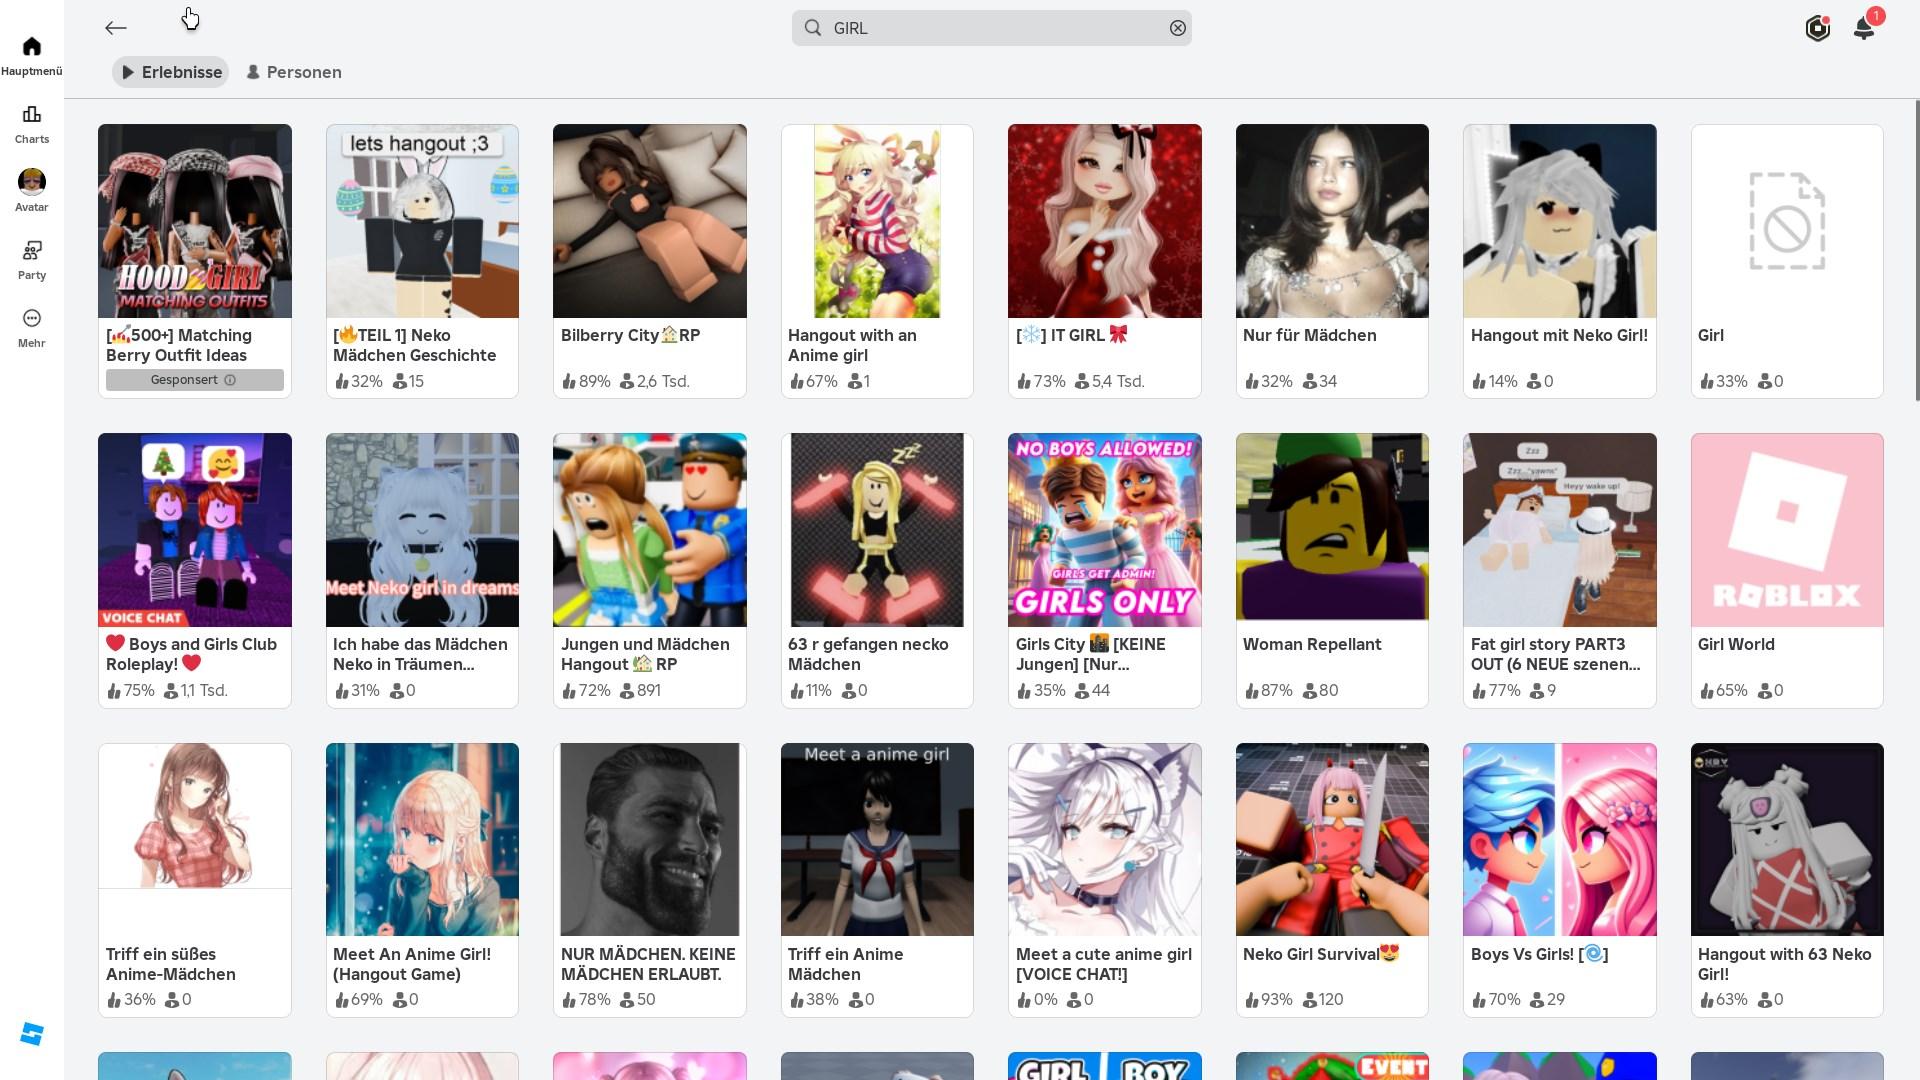 GIRL
1
Hauptmenü
Charts
Avatar
Party
Mehr
Erlebnisse
Personen
HOOD GIRL
MATCHING OUTFITS
[💅500+] Matching
Berry Outfit Ideas
Gesponsert
lets hangout ;3
[🔥TEIL 1] Neko
Mädchen Geschichte
32% 15
Bilberry City🏠RP
89% 2,6 Tsd.
Hangout with an
Anime girl
67% 1
[❄️] IT GIRL 🎀
73% 5,4 Tsd.
Nur für Mädchen
32% 34
Hangout mit Neko Girl!
14% 0
Girl
33% 0
VOICE CHAT
❤️ Boys and Girls Club
Roleplay! ❤️
75% 1,1 Tsd.
Meet Neko girl in dreams
Ich habe das Mädchen
Neko in Träumen...
31% 0
Jungen und Mädchen
Hangout 🏡 RP
72% 891
zzz
63 r gefangen necko
Mädchen
11% 0
NO BOYS ALLOWED!
GIRLS GET ADMIN!
GIRLS ONLY
Girls City 🌆 [KEINE
Jungen] [Nur...
35% 44
Woman Repellant
87% 80
Zzz
Zzz.. "yawns"
Heyy wake up!
Fat girl story PART3
OUT (6 NEUE szenen...
77% 9
ROBLOX
Girl World
65% 0
Triff ein süßes
Anime-Mädchen
36% 0
Meet An Anime Girl!
(Hangout Game)
69% 0
NUR MÄDCHEN. KEINE
MÄDCHEN ERLAUBT.
78% 50
Meet a anime girl
Triff ein Anime
Mädchen
38% 0
Meet a cute anime girl
[VOICE CHAT!]
0% 0
Neko Girl Survival😻
93% 120
Boys Vs Girls! [🌀]
70% 29
Hangout with 63 Neko
Girl!
63% 0
GIRL BOY
EVENT